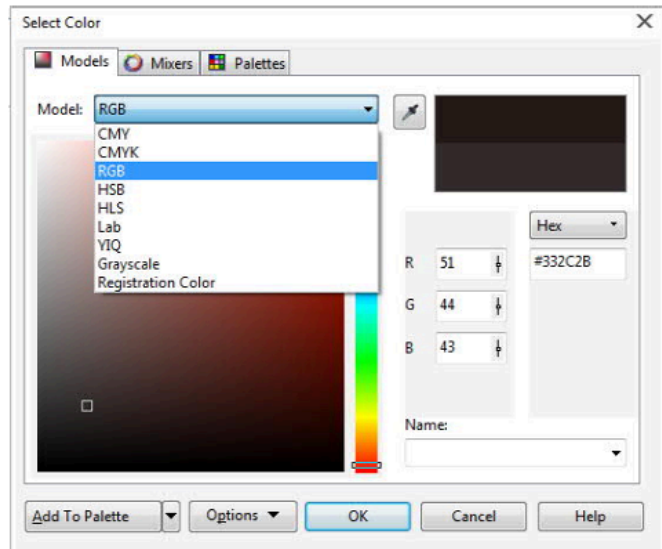 Select Color
Models Mixers Palettes
Model: RGB
CMY
CMYK
RGB
HSB
HLS
Lab
YIQ
Grayscale
Registration Color
Hex
R 51 #332C2B
G 44
B 43
Name:
Add To Palette Options OK Cancel Help